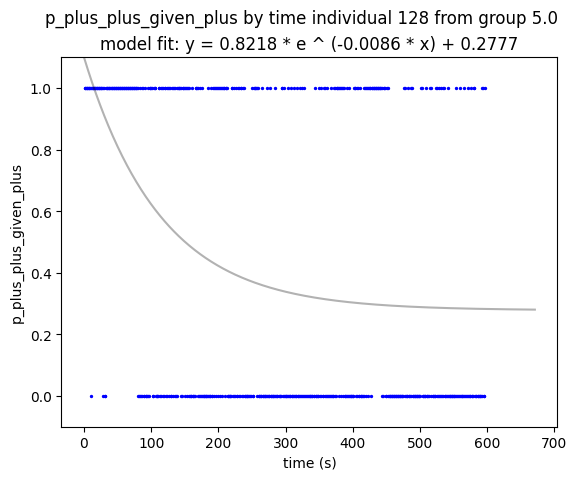 p_plus_plus_given_plus by time individual 128 from group 5.0
model fit: y = 0.8218 * e ^ (-0.0086 * x) + 0.2777
1.0
0.8
0.6
0.4
0.2
0.0
p_plus_plus_given_plus
0 100 200 300 400 500 600 700
time (s)